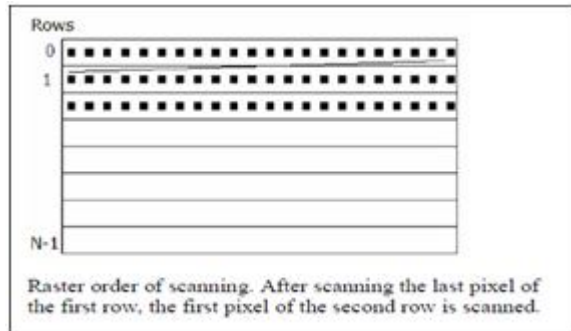 Rows
0
1
N-1
Raster order of scanning. After scanning the last pixel of
the first row, the first pixel of the second row is scanned.